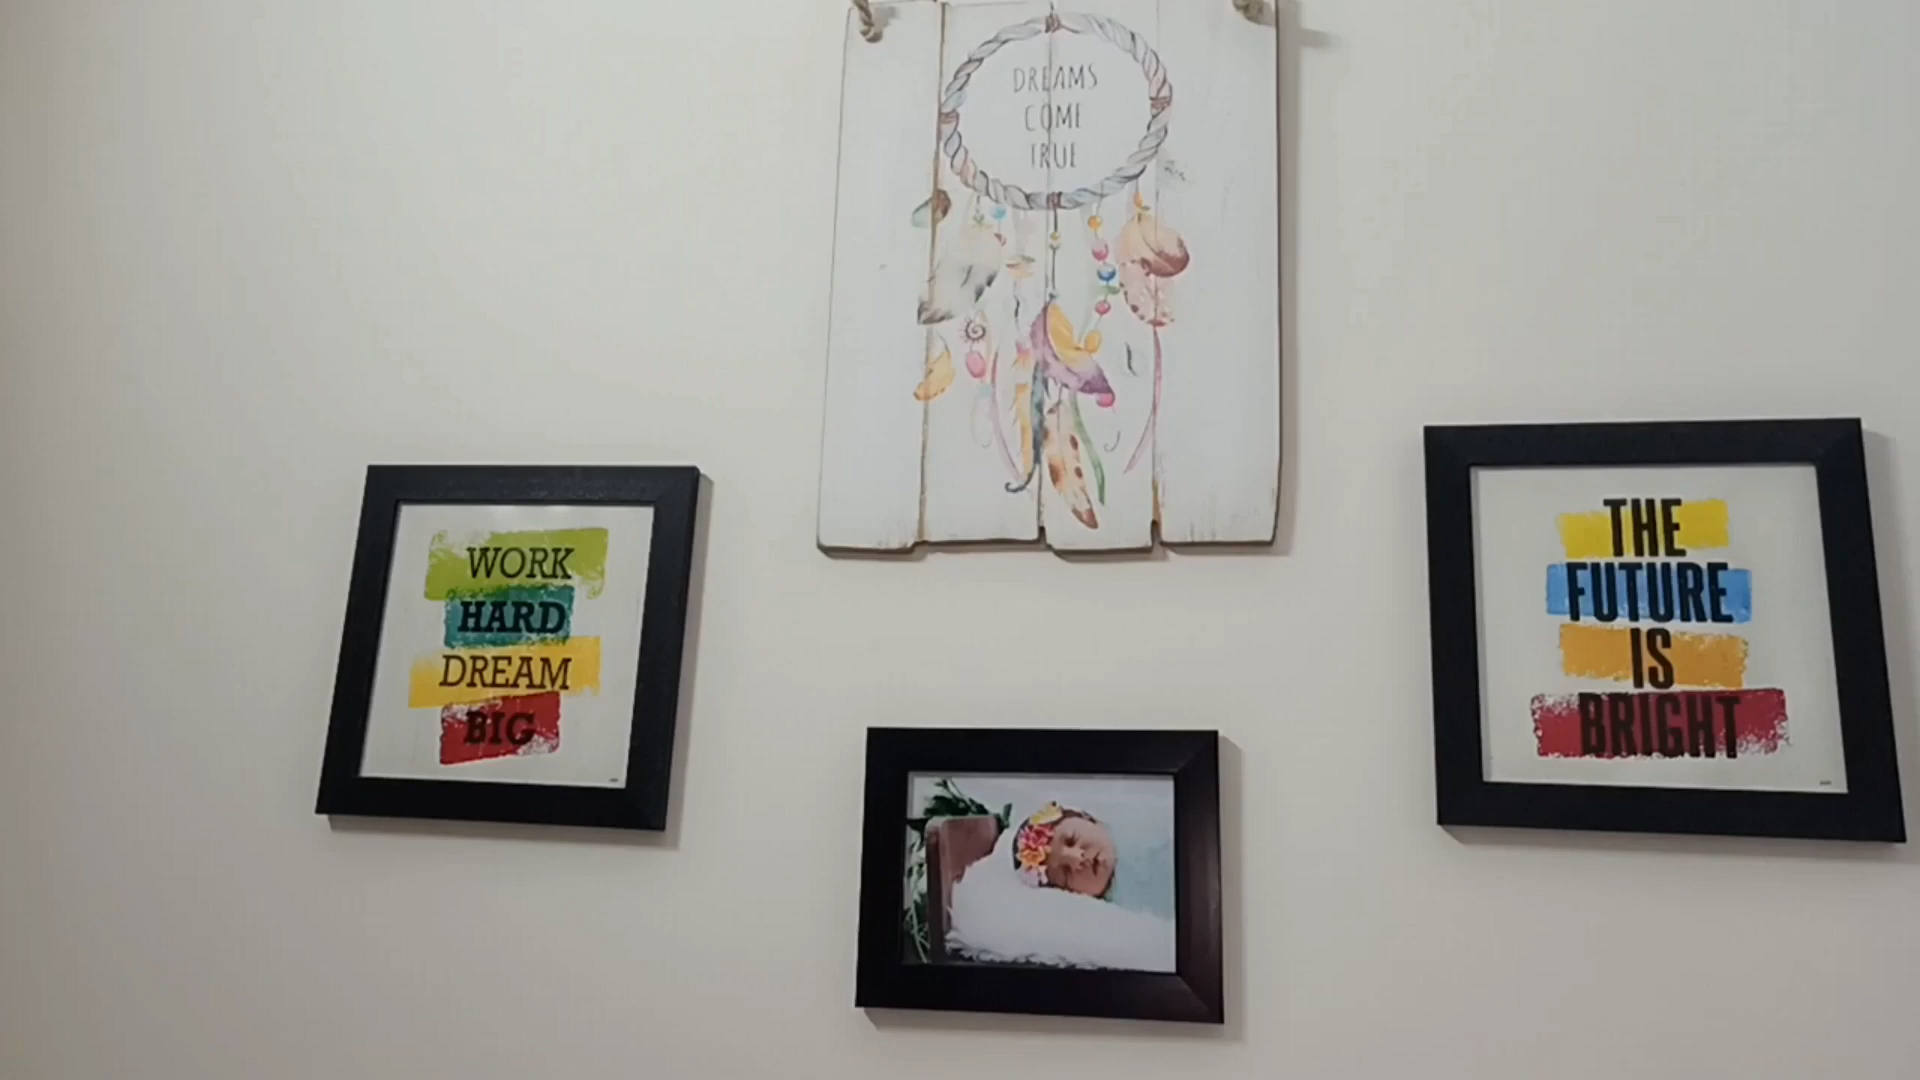 DREAMS
COME
TRUE
WORK
HARD
DREAM
BIG
THE
FUTURE
IS
BRIGHT